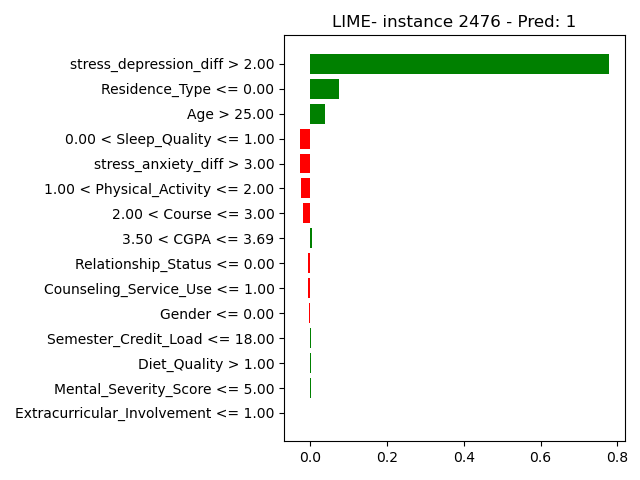 LIME- instance 2476 - Pred: 1
stress_depression_diff > 2.00
Residence_Type <= 0.00
Age > 25.00
0.00 < Sleep_Quality <= 1.00
stress_anxiety_diff > 3.00
1.00 < Physical_Activity <= 2.00
2.00 < Course <= 3.00
3.50 < CGPA <= 3.69
Relationship_Status <= 0.00
Counseling_Service_Use <= 1.00
Gender <= 0.00
Semester_Credit_Load <= 18.00
Diet_Quality > 1.00
Mental_Severity_Score <= 5.00
Extracurricular_Involvement <= 1.00
0.0 0.2 0.4 0.6 0.8